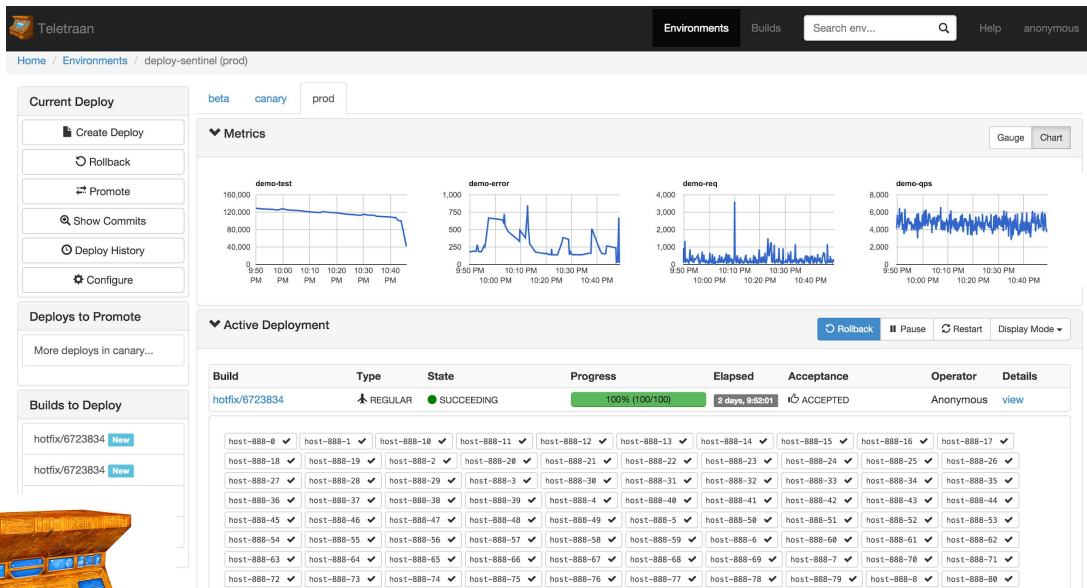 Teletraan
Environments Builds Search env... Help anonymous
Home / Environments / deploy-sentinel (prod)
Current Deploy
Create Deploy
Rollback
Promote
Show Commits
Deploy History
Configure
Deploys to Promote
More deploys in canary...
Builds to Deploy
hotfix/6723834 New
hotfix/6723834 New
beta canary prod
Metrics Gauge Chart
demo-test
160,000
120,000
80,000
40,000
0
9:50 PM 10:00 PM 10:10 PM 10:20 PM 10:30 PM 10:40 PM
demo-error
1,000
750
500
250
0
9:50 PM 10:10 PM 10:30 PM
10:00 PM 10:20 PM 10:40 PM
demo-req
4,000
3,000
2,000
1,000
0
9:50 PM 10:10 PM 10:30 PM
10:00 PM 10:20 PM 10:40 PM
demo-qps
8,000
6,000
4,000
2,000
0
9:50 PM 10:10 PM 10:30 PM
10:00 PM 10:20 PM 10:40 PM
Active Deployment Rollback Pause Restart Display Mode
Build Type State Progress Elapsed Acceptance Operator Details
hotfix/6723834 REGULAR SUCCEEDING 100% (100/100) 2 days, 9:52:01 ACCEPTED Anonymous view
host-888-0 host-888-1 host-888-10 host-888-11 host-888-12 host-888-13 host-888-14 host-888-15 host-888-16 host-888-17
host-888-18 host-888-19 host-888-2 host-888-20 host-888-21 host-888-22 host-888-23 host-888-24 host-888-25 host-888-26
host-888-27 host-888-28 host-888-29 host-888-3 host-888-30 host-888-31 host-888-32 host-888-33 host-888-34 host-888-35
host-888-36 host-888-37 host-888-38 host-888-39 host-888-4 host-888-40 host-888-41 host-888-42 host-888-43 host-888-44
host-888-45 host-888-46 host-888-47 host-888-48 host-888-49 host-888-5 host-888-50 host-888-51 host-888-52 host-888-53
host-888-54 host-888-55 host-888-56 host-888-57 host-888-58 host-888-59 host-888-6 host-888-60 host-888-61 host-888-62
host-888-63 host-888-64 host-888-65 host-888-66 host-888-67 host-888-68 host-888-69 host-888-7 host-888-70 host-888-71
host-888-72 host-888-73 host-888-74 host-888-75 host-888-76 host-888-77 host-888-78 host-888-79 host-888-8 host-888-80